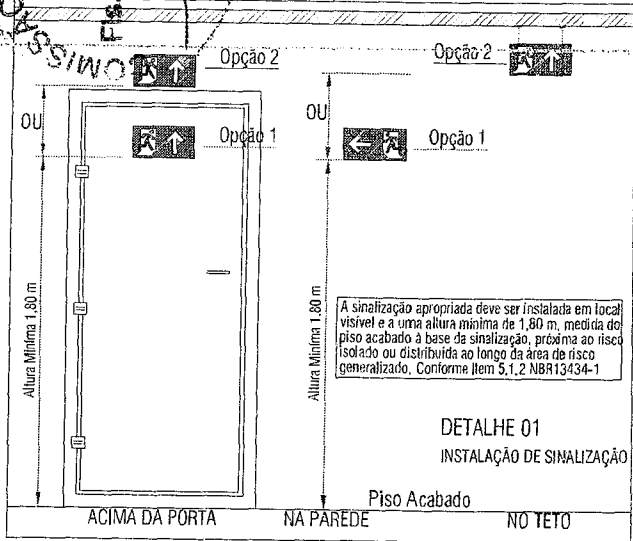 Fls
COMISSÃO
Opção 2
Opção 2
OU
Opção 1
OU
Opção 1
Altura Mínima 1,80 m
Altura Mínima 1,80 m
A sinalização apropriada deve ser instalada em local
visível e a uma altura mínima de 1,80 m, medida do
piso acabado à base da sinalização, próxima ao risco
isolado ou distribuída ao longo da área de risco
generalizado, Conforme Item 5,1,2 NBR13434-1
DETALHE 01
INSTALAÇÃO DE SINALIZAÇÃO
Piso Acabado
ACIMA DA PORTA
NA PAREDE
NO TETO